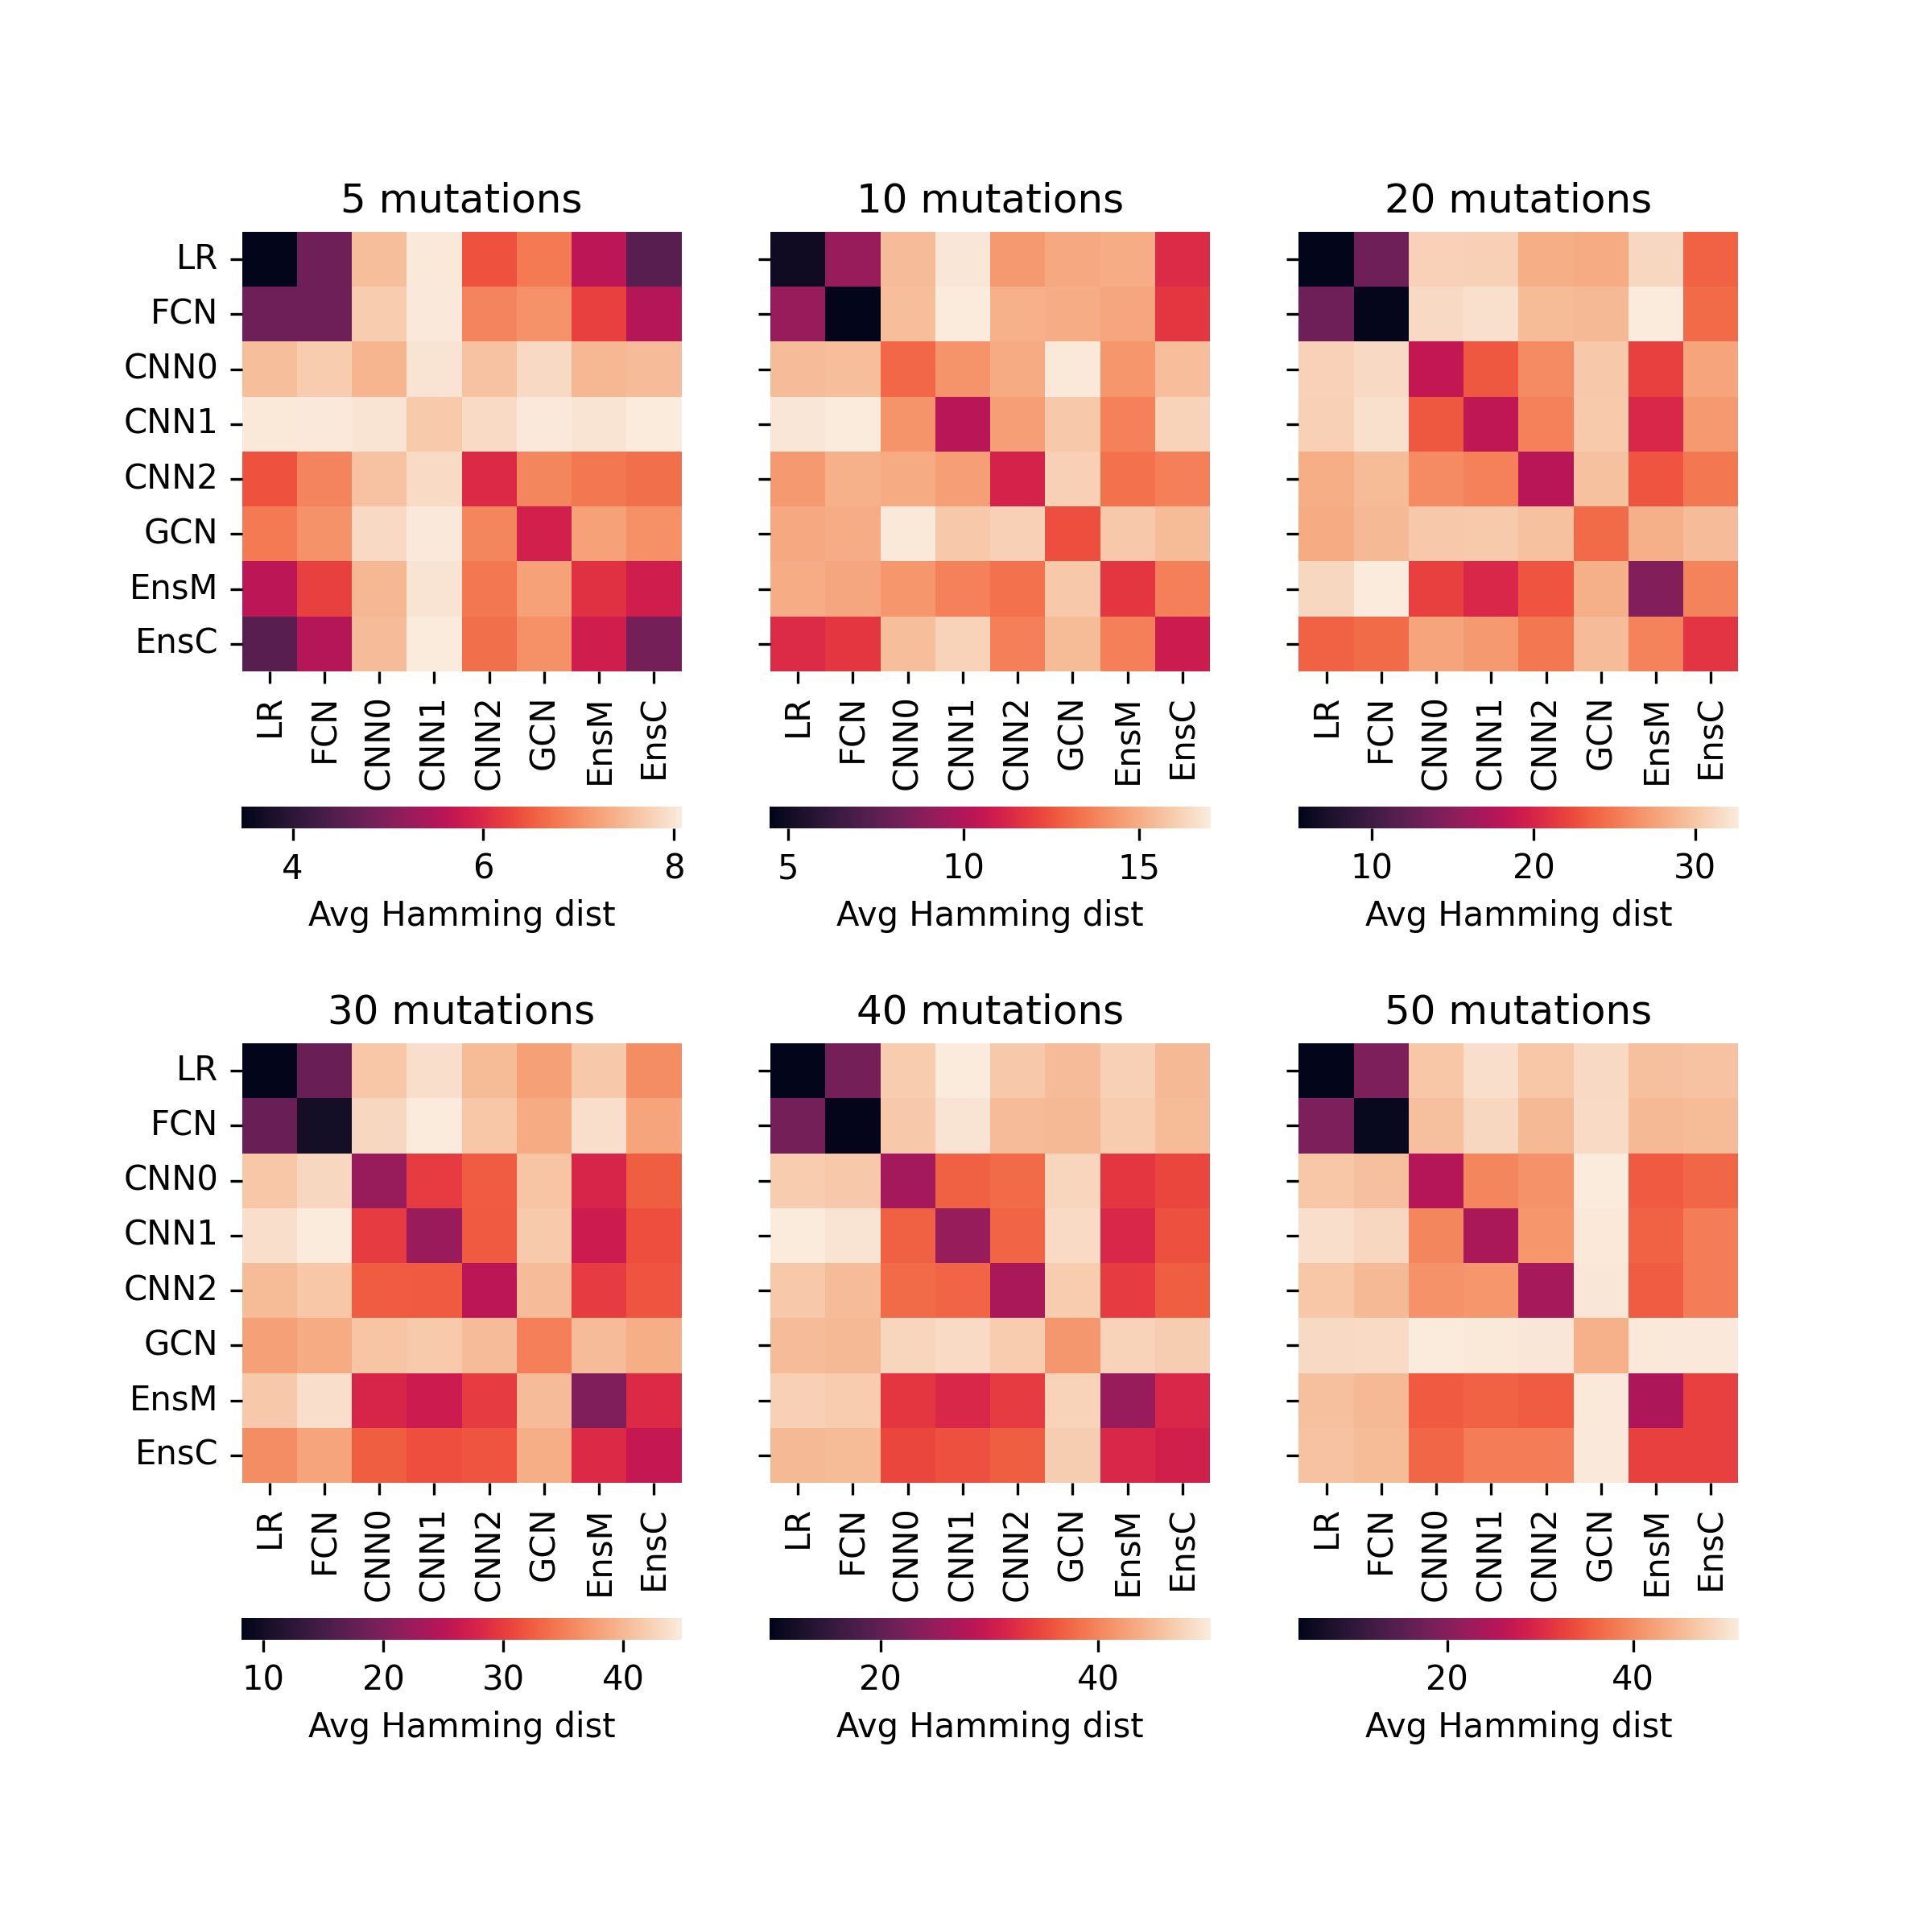 5 mutations
10 mutations
20 mutations
LR
FCN
CNN0
CNN1
CNN2
GCN
EnsM
EnsC
LR FCN CNN0 CNN1 CNN2 GCN EnsM EnsC
LR FCN CNN0 CNN1 CNN2 GCN EnsM EnsC
LR FCN CNN0 CNN1 CNN2 GCN EnsM EnsC
4 6 8
5 10 15
10 20 30
Avg Hamming dist
Avg Hamming dist
Avg Hamming dist
30 mutations
40 mutations
50 mutations
LR
FCN
CNN0
CNN1
CNN2
GCN
EnsM
EnsC
LR FCN CNN0 CNN1 CNN2 GCN EnsM EnsC
LR FCN CNN0 CNN1 CNN2 GCN EnsM EnsC
LR FCN CNN0 CNN1 CNN2 GCN EnsM EnsC
10 20 30 40
20 40
20 40
Avg Hamming dist
Avg Hamming dist
Avg Hamming dist